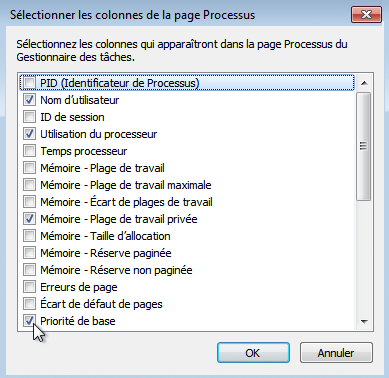 Sélectionner les colonnes de la page Processus
Sélectionnez les colonnes qui apparaîtront dans la page Processus du
Gestionnaire des tâches.
PID (Identificateur de Processus)
Nom d'utilisateur
ID de session
Utilisation du processeur
Temps processeur
Mémoire - Plage de travail
Mémoire - Plage de travail maximale
Mémoire - Écart de plages de travail
Mémoire - Plage de travail privée
Mémoire - Taille d'allocation
Mémoire - Réserve paginée
Mémoire - Réserve non paginée
Erreurs de page
Écart de défaut de pages
Priorité de base
OK
Annuler